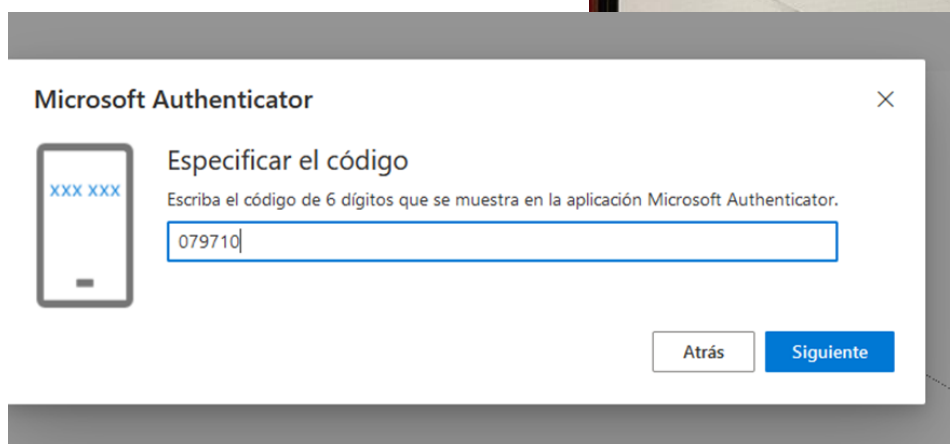 Microsoft Authenticator
xxx xxx
Especificar el código
Escriba el código de 6 dígitos que se muestra en la aplicación Microsoft Authenticator.
079710
Atrás
Siguiente